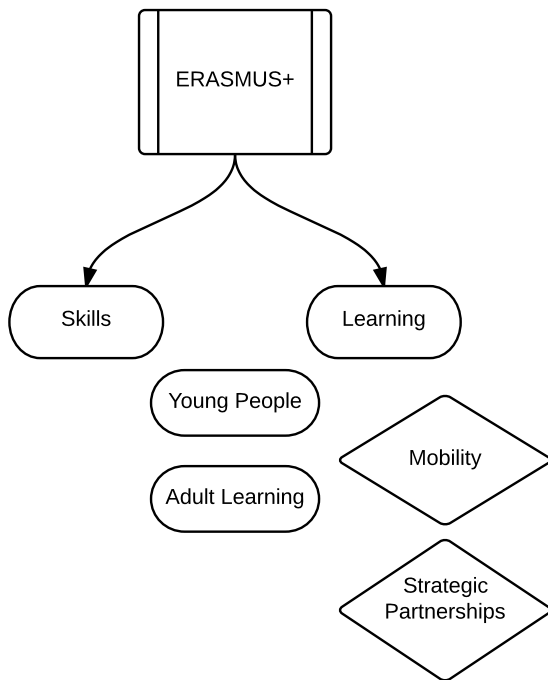 ERASMUS+
Skills
Learning
Young People
Mobility
Adult Learning
Strategic
Partnerships